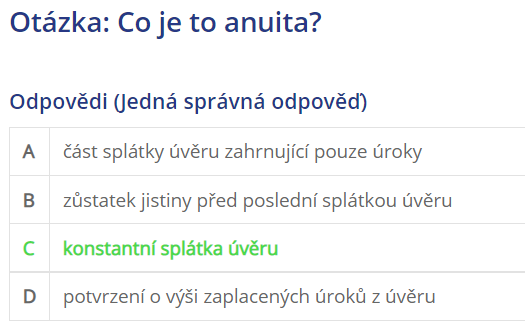 Otázka: Co je to anuita?
Odpovědi (Jedná správná odpověď)
A část splátky úvěru zahrnující pouze úroky
B zůstatek jistiny před poslední splátkou úvěru
C konstantní splátka úvěru
D potvrzení o výši zaplacených úroků z úvěru